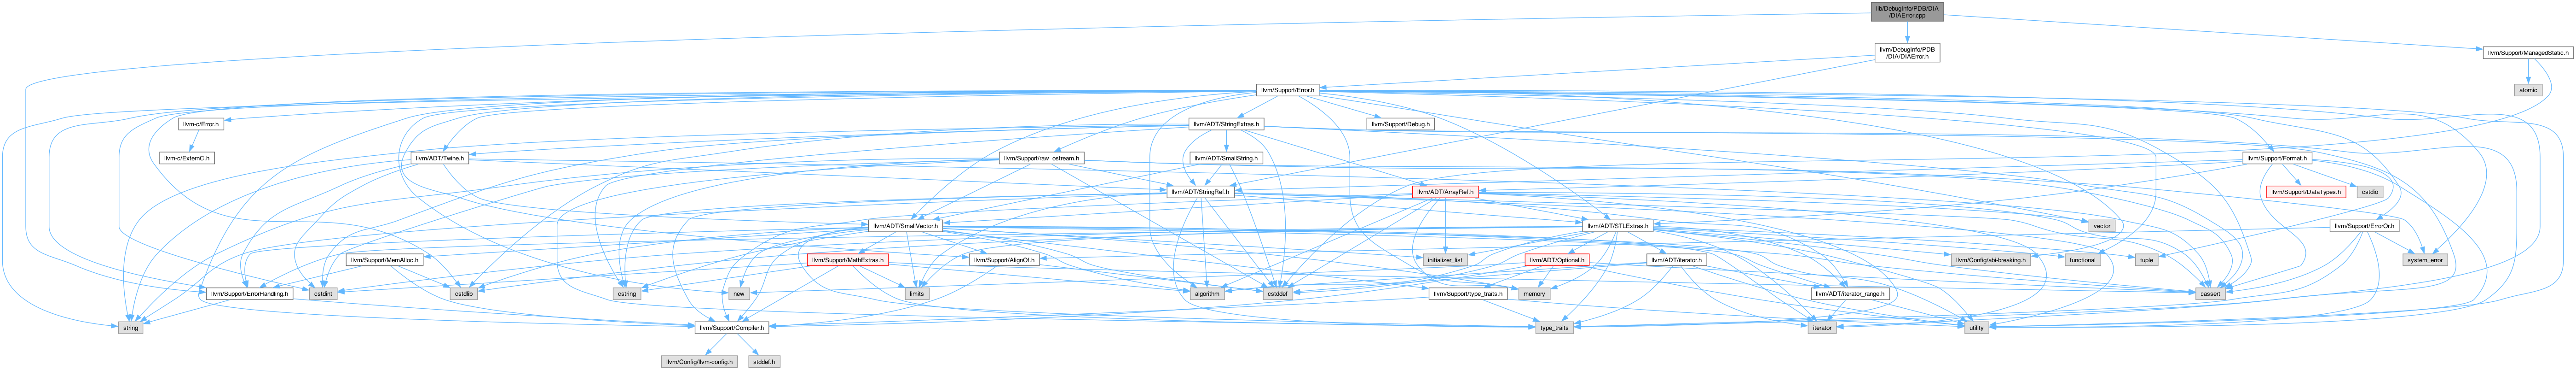 lib/DebugInfo/PDB/DIA
/DIAError.cpp
llvm/DebugInfo/PDB
/DIA/DIAError.h
llvm/Support/ManagedStatic.h
llvm/Support/Error.h
atomic
llvm-c/Error.h
llvm/ADT/StringExtras.h
llvm/Support/Debug.h
llvm-c/ExternC.h
llvm/ADT/Twine.h
llvm/Support/raw_ostream.h
llvm/ADT/SmallString.h
llvm/Support/Format.h
llvm/ADT/StringRef.h
llvm/ADT/ArrayRef.h
llvm/Support/DataTypes.h
cstdio
llvm/ADT/SmallVector.h
llvm/ADT/STLExtras.h
vector
llvm/Support/ErrorOr.h
llvm/Support/MemAlloc.h
llvm/Support/MathExtras.h
llvm/Support/AlignOf.h
initializer_list
llvm/ADT/Optional.h
llvm/ADT/iterator.h
llvm/Config/abi-breaking.h
functional
tuple
system_error
llvm/Support/ErrorHandling.h
cstdint
cstdlib
cstring
new
limits
algorithm
cstddef
llvm/Support/type_traits.h
memory
llvm/ADT/iterator_range.h
cassert
string
llvm/Support/Compiler.h
type_traits
iterator
utility
llvm/Config/llvm-config.h
stddef.h